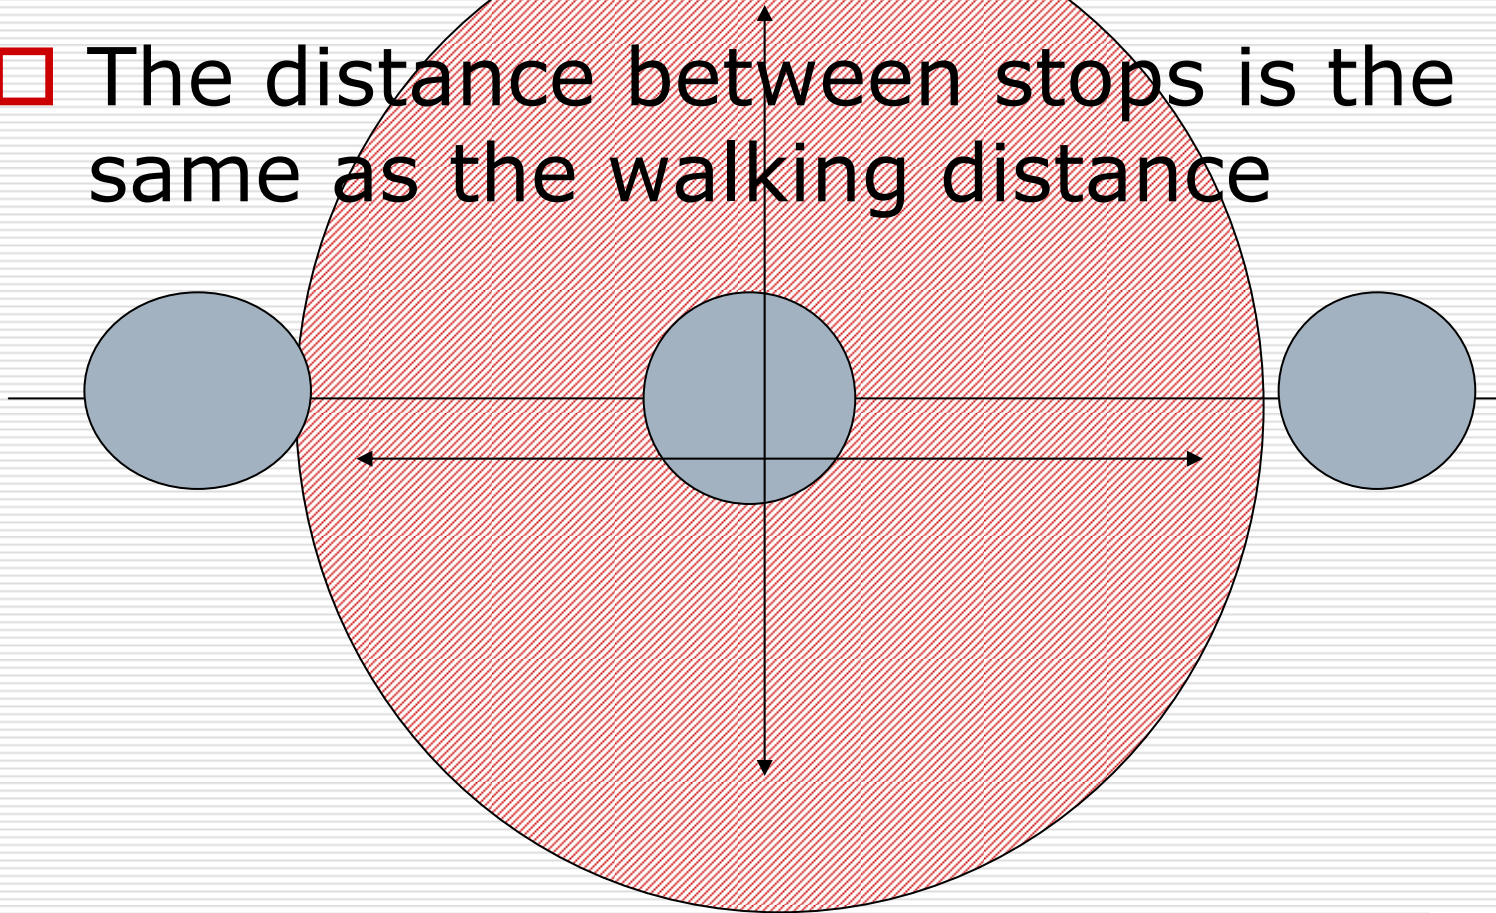 The distance between stops is the
same as the walking distance